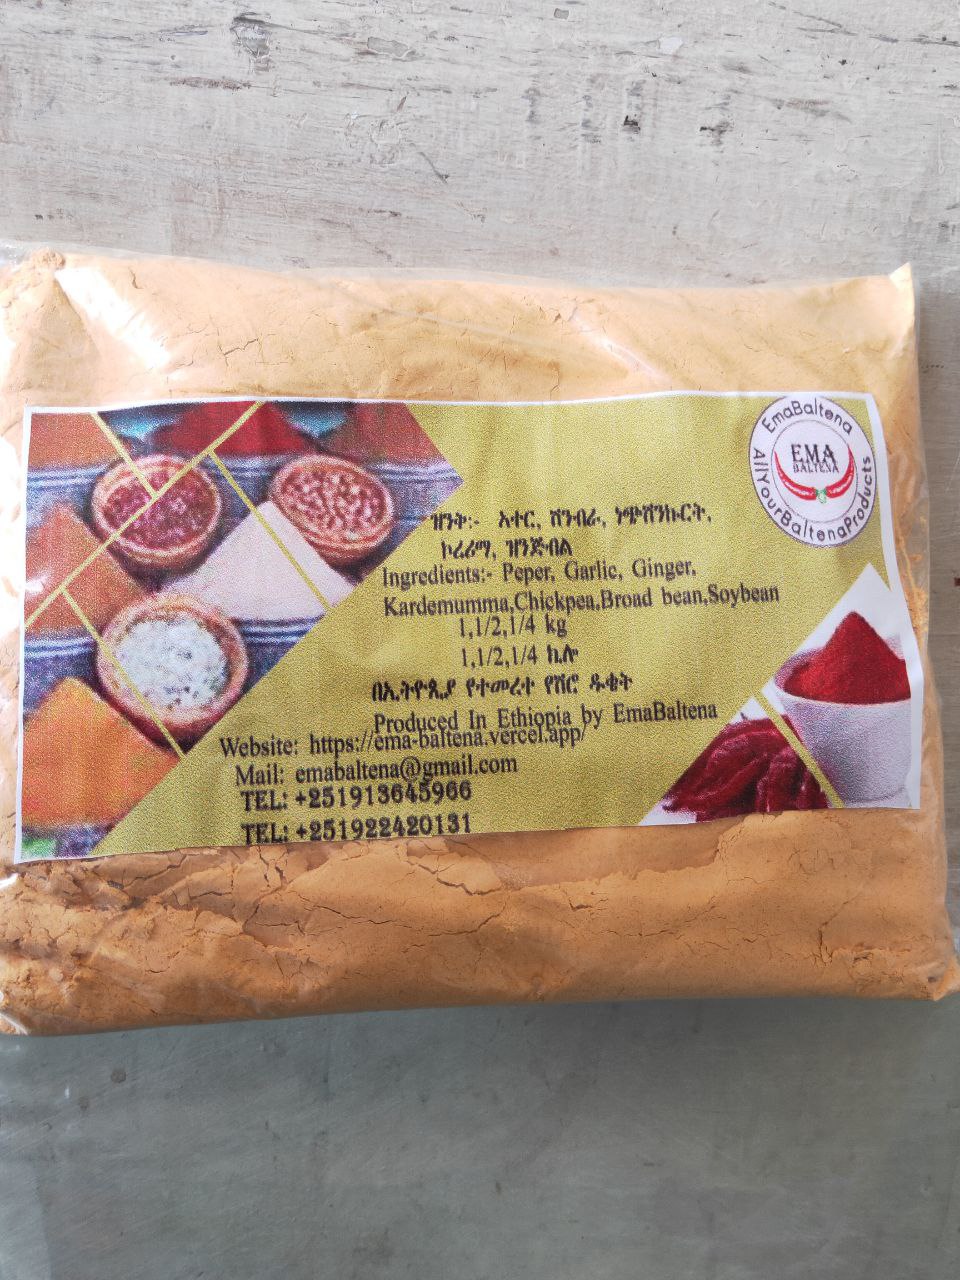 EmaBaltena
EMA
BALTENA
AllYourBaltenaProducts
ዝንቅ:- አተር, ሽንብራ, ነጭሽንኩርት,
ኮረሪማ, ዝንጅብል
Ingredients:- Peper, Garlic, Ginger,
Kardemumma,Chickpea,Broad bean,Soybean
1,1/2,1/4 kg
1,1/2,1/4 ኪሎ
በኢትዮጲያ የተመረተ የሽሮ ዱቄት
Produced In Ethiopia by EmaBaltena
Website: https://ema-baltena.vercel.app/
Mail: emabaltena@gmail.com
TEL: +251913645966
TEL: +251922420131